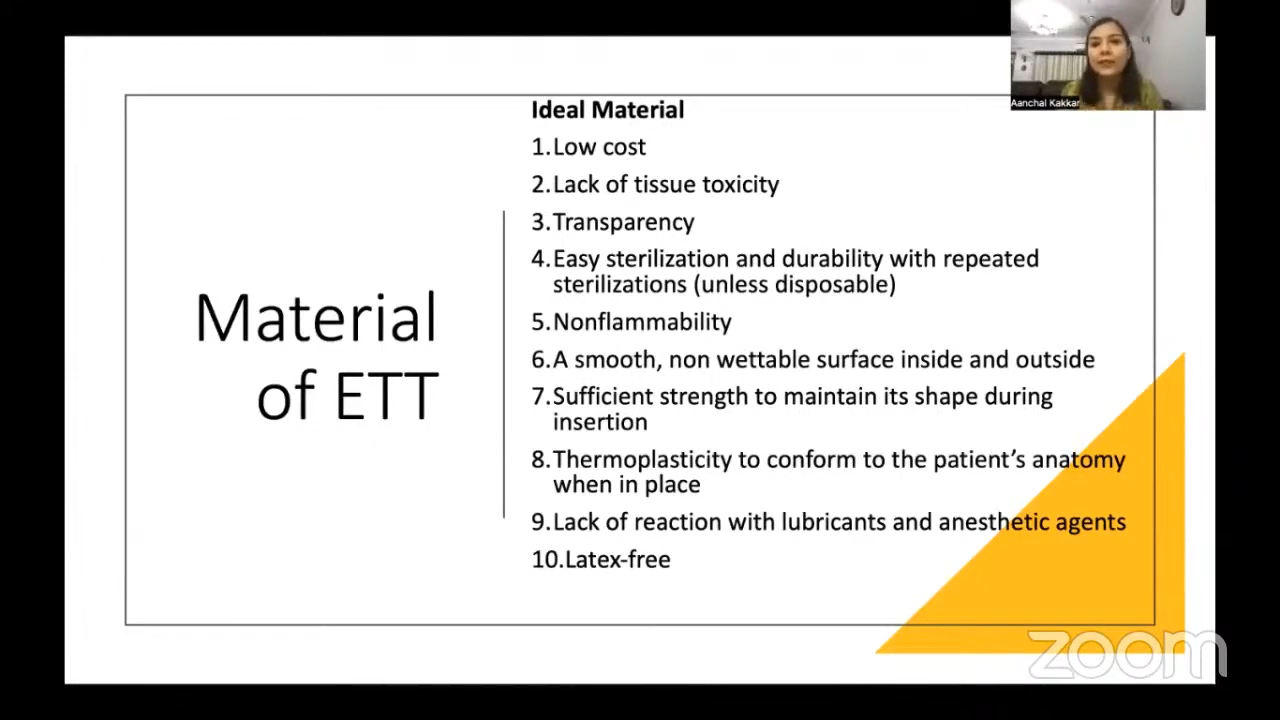 Aanchal Kakkar
Material
of ETT
Ideal Material
1.Low cost
2.Lack of tissue toxicity
3.Transparency
4.Easy sterilization and durability with repeated
sterilizations (unless disposable)
5.Nonflammability
6.A smooth, non wettable surface inside and outside
7.Sufficient strength to maintain its shape during
insertion
8.Thermoplasticity to conform to the patient’s anatomy
when in place
9.Lack of reaction with lubricants and anesthetic agents
10.Latex-free
zoom